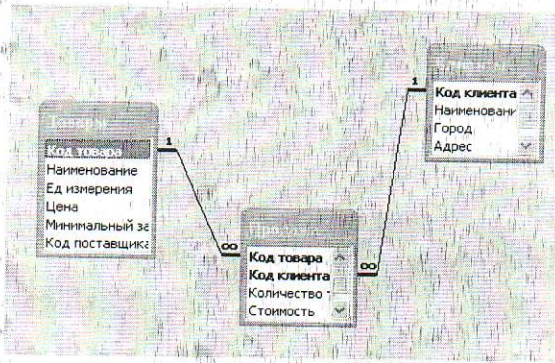 Товары
Код товара
Наименование
Ед измерения
Цена
Минимальный за
Код поставщика
1
∞
Код товара
Код клиента
Количество т
Стоимость
∞
1
Код клиента
Наименовани
Город
Адрес